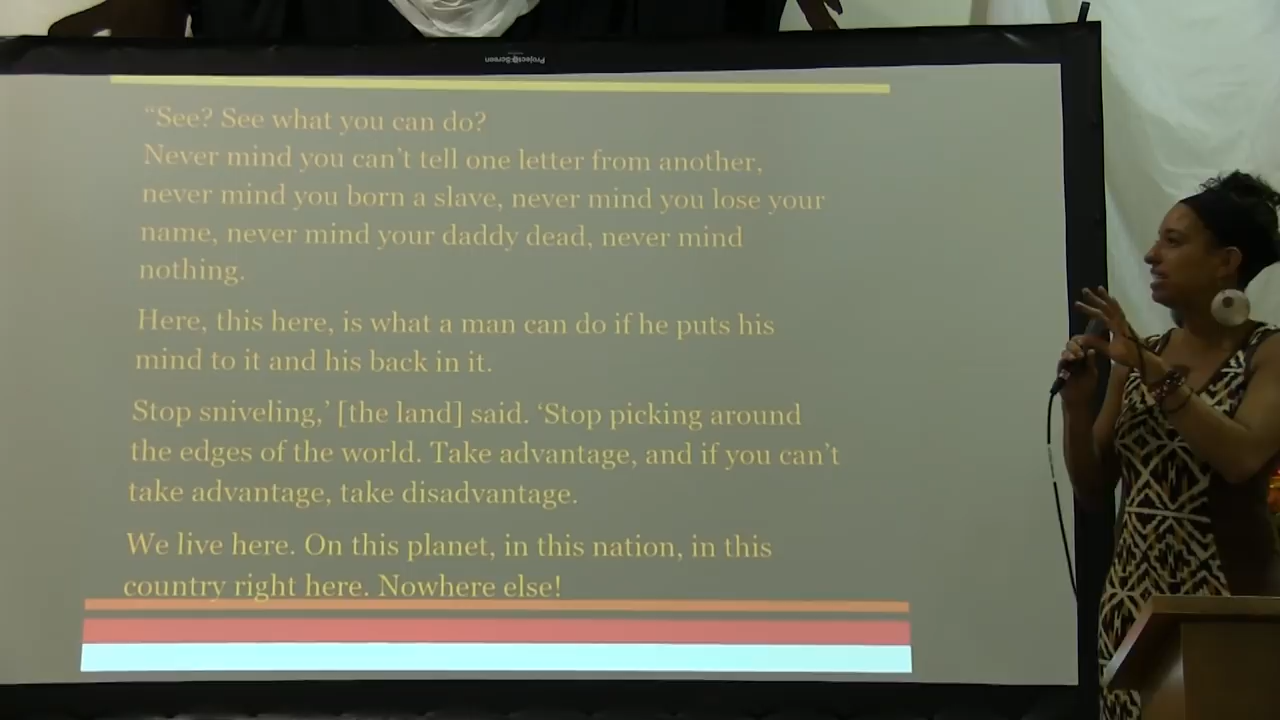 Project⊙Screen
“See? See what you can do?
Never mind you can’t tell one letter from another,
never mind you born a slave, never mind you lose your
name, never mind your daddy dead, never mind
nothing.
Here, this here, is what a man can do if he puts his
mind to it and his back in it.
Stop sniveling,’ [the land] said. ‘Stop picking around
the edges of the world. Take advantage, and if you can’t
take advantage, take disadvantage.
We live here. On this planet, in this nation, in this
country right here. Nowhere else!